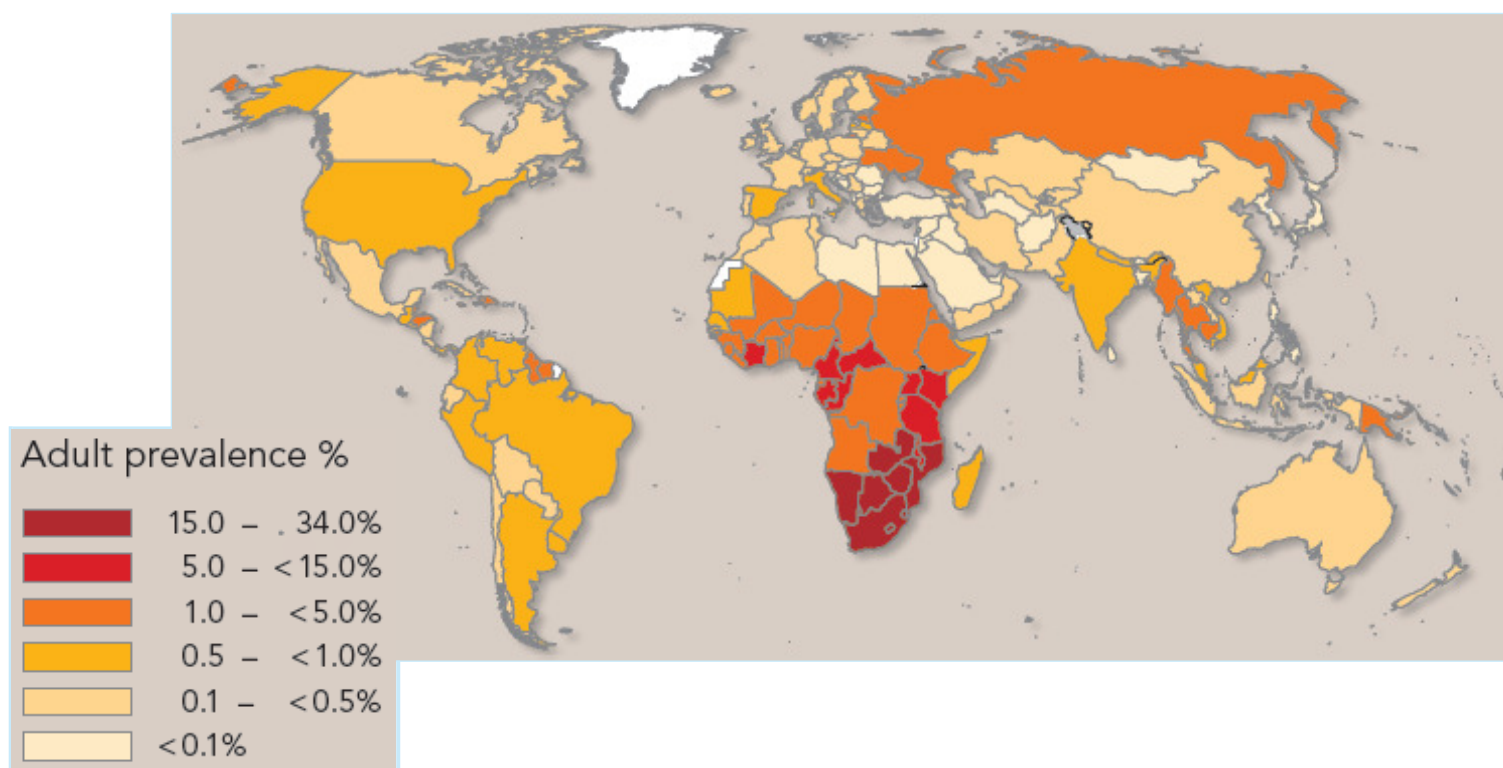 Adult prevalence %
15.0 – . 34.0%
5.0 – <15.0%
1.0 – <5.0%
0.5 – <1.0%
0.1 – <0.5%
<0.1%